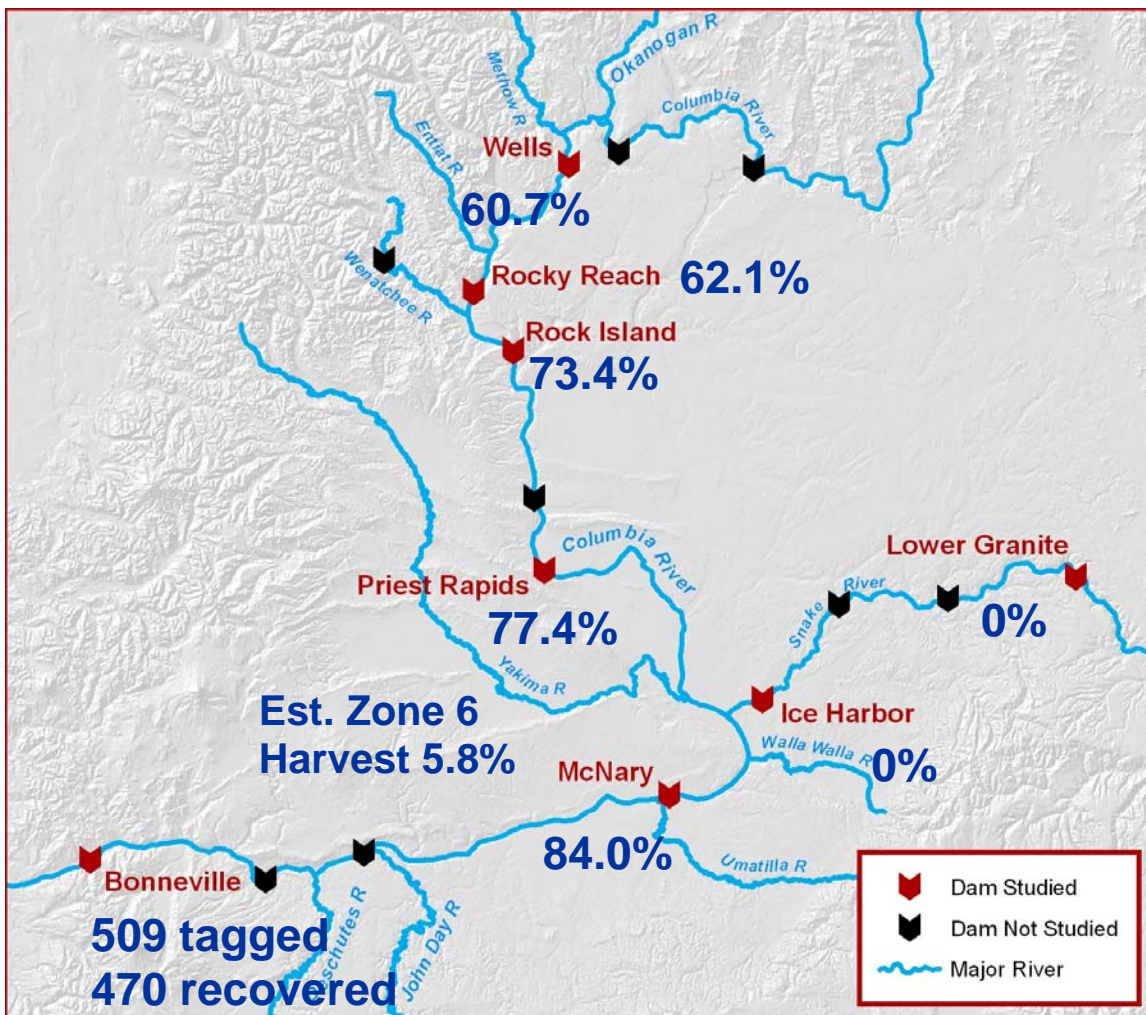 Methow R
Okanogan R
Columbia River
Entiat R
Wells
60.7%
Wenatchee R
Rocky Reach 62.1%
Rock Island
73.4%
Columbia River
Priest Rapids
77.4%
Lower Granite
Snake River
0%
Yakima R
Est. Zone 6
Harvest 5.8%
Ice Harbor
Walla Walla R
0%
McNary
84.0%
Umatilla R
Bonneville
509 tagged
470 recovered
John Day R
Dam Studied
Dam Not Studied
Major River